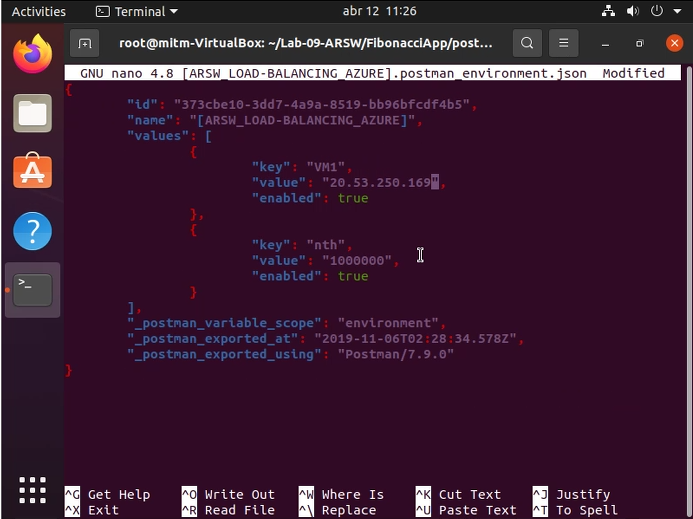 Activities Terminal abr 12 11:26
root@mitm-VirtualBox: ~/Lab-09-ARSW/FibonacciApp/post...
GNU nano 4.8 [ARSW_LOAD-BALANCING_AZURE].postman_environment.json Modified
{
"id": "373cbe10-3dd7-4a9a-8519-bb96bfcdf4b5",
"name": "[ARSW_LOAD-BALANCING_AZURE]",
"values": [
{
"key": "VM1",
"value": "20.53.250.169",
"enabled": true
},
{
"key": "nth",
"value": "1000000",
"enabled": true
}
],
"_postman_variable_scope": "environment",
"_postman_exported_at": "2019-11-06T02:28:34.578Z",
"_postman_exported_using": "Postman/7.9.0"
}
^G Get Help ^O Write Out ^W Where Is ^K Cut Text ^J Justify
^X Exit ^R Read File ^\ Replace ^U Paste Text ^T To Spell